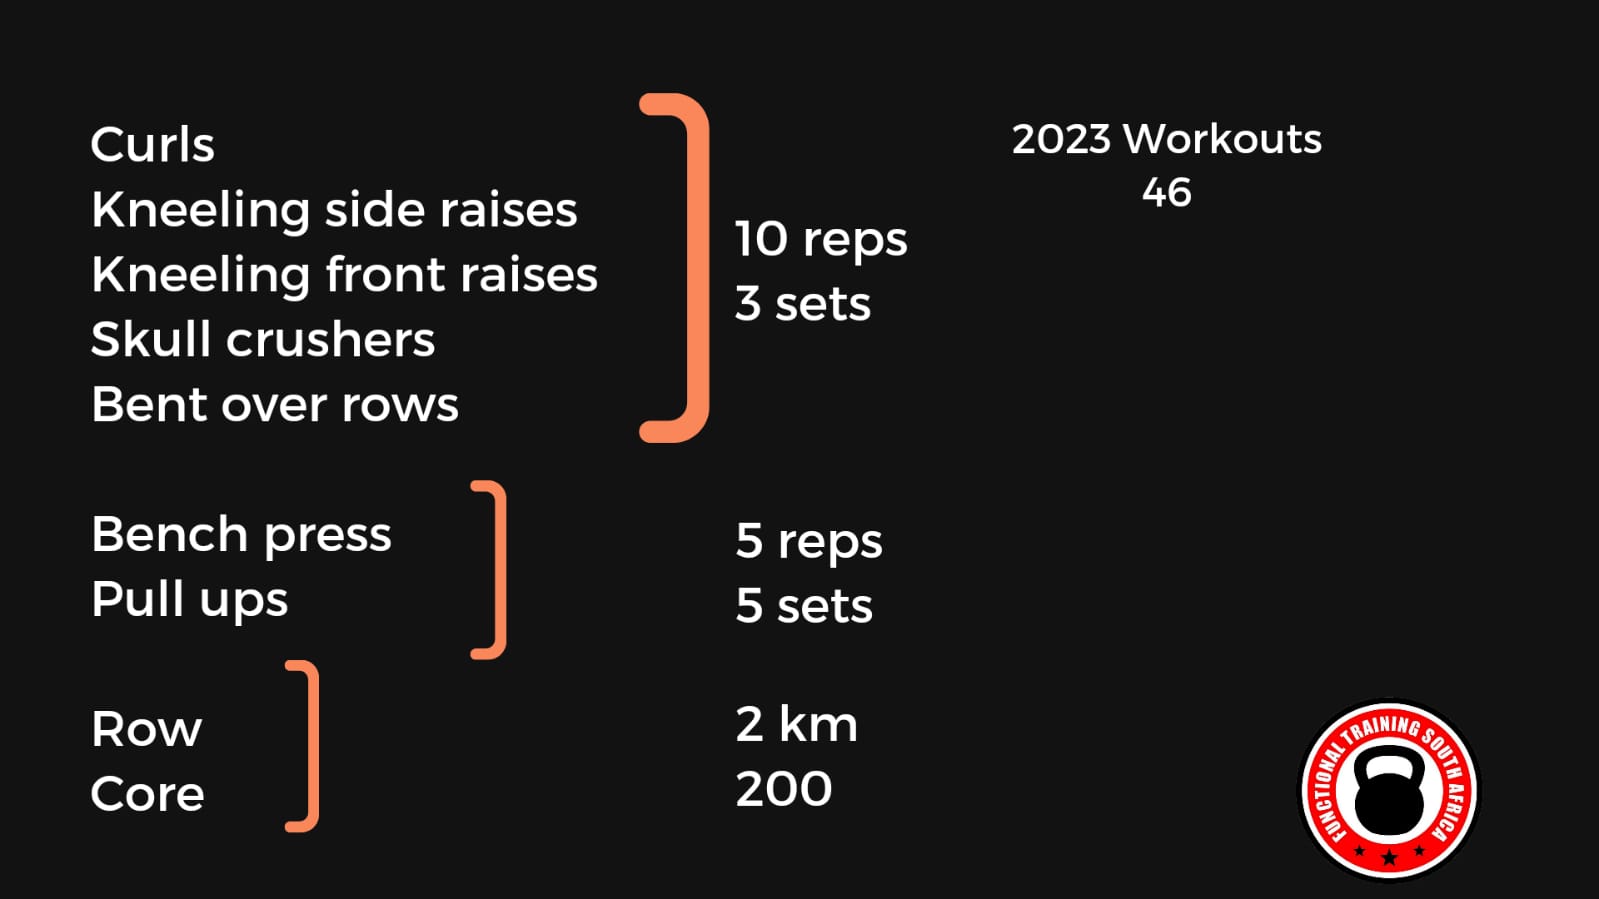 Curls
Kneeling side raises
Kneeling front raises
Skull crushers
Bent over rows
10 reps
3 sets
2023 Workouts
46
Bench press
Pull ups
5 reps
5 sets
Row
Core
2 km
200
FUNCTIONAL TRAINING SOUTH AFRICA